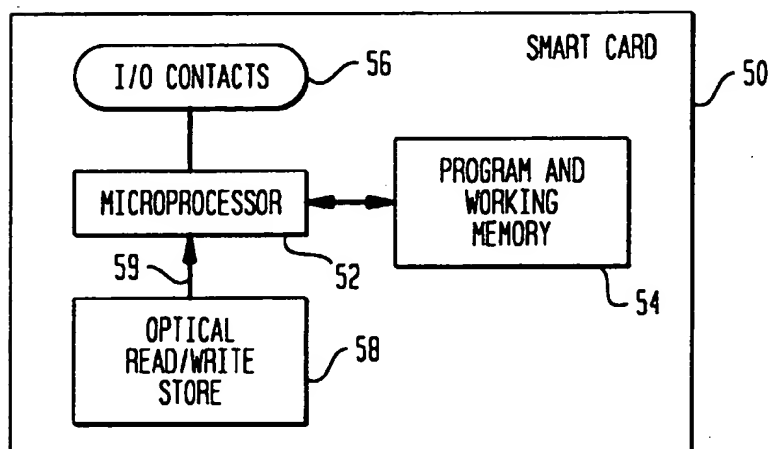 SMART CARD
I/O CONTACTS
56
50
MICROPROCESSOR
PROGRAM AND
WORKING
MEMORY
59
52
54
OPTICAL
READ/WRITE
STORE
58